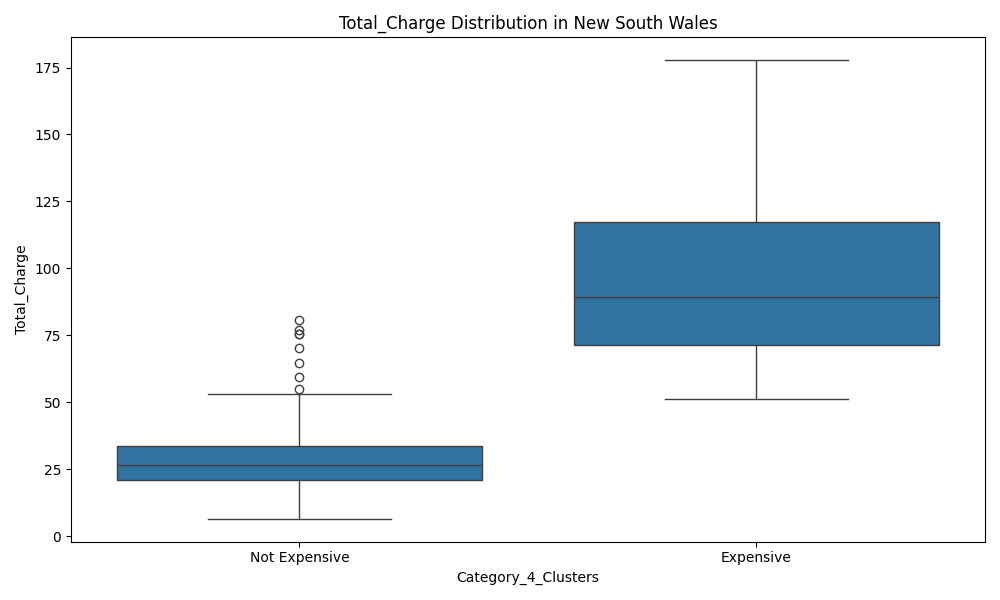 Total_Charge Distribution in New South Wales
Total_Charge
175
150
125
100
75
50
25
0
Not Expensive
Expensive
Category_4_Clusters